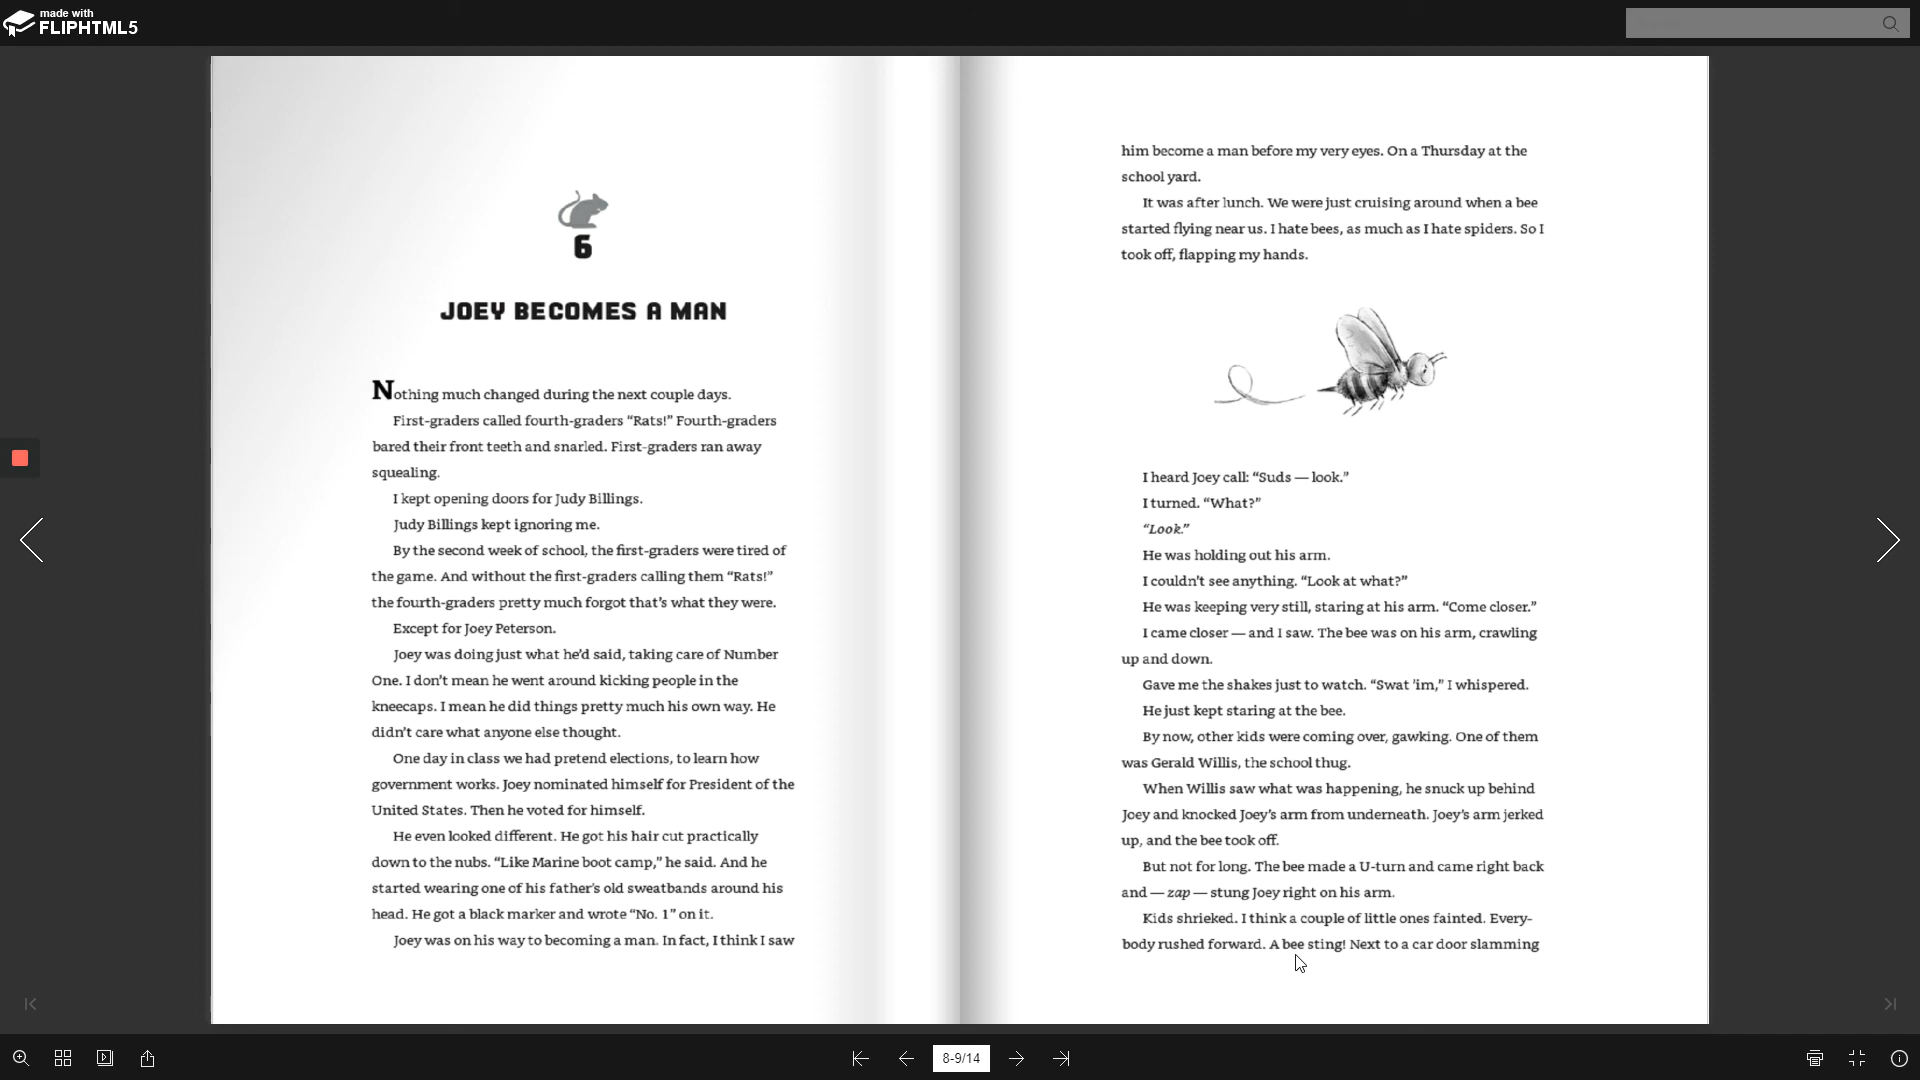 made with
FLIPHTML5
6
JOEY BECOMES A MAN
Nothing much changed during the next couple days.
First-graders called fourth-graders “Rats!” Fourth-graders
bared their front teeth and snarled. First-graders ran away
squealing.
I kept opening doors for Judy Billings.
Judy Billings kept ignoring me.
By the second week of school, the first-graders were tired of
the game. And without the first-graders calling them “Rats!”
the fourth-graders pretty much forgot that’s what they were.
Except for Joey Peterson.
Joey was doing just what he’d said, taking care of Number
One. I don’t mean he went around kicking people in the
kneecaps. I mean he did things pretty much his own way. He
didn’t care what anyone else thought.
One day in class we had pretend elections, to learn how
government works. Joey nominated himself for President of the
United States. Then he voted for himself.
He even looked different. He got his hair cut practically
down to the nubs. “Like Marine boot camp,” he said. And he
started wearing one of his father’s old sweatbands around his
head. He got a black marker and wrote “No. 1” on it.
Joey was on his way to becoming a man. In fact, I think I saw
him become a man before my very eyes. On a Thursday at the
school yard.
It was after lunch. We were just cruising around when a bee
started flying near us. I hate bees, as much as I hate spiders. So I
took off, flapping my hands.
I heard Joey call: “Suds — look.”
I turned. “What?”
“Look.”
He was holding out his arm.
I couldn’t see anything. “Look at what?”
He was keeping very still, staring at his arm. “Come closer.”
I came closer — and I saw. The bee was on his arm, crawling
up and down.
Gave me the shakes just to watch. “Swat ’im,” I whispered.
He just kept staring at the bee.
By now, other kids were coming over, gawking. One of them
was Gerald Willis, the school thug.
When Willis saw what was happening, he snuck up behind
Joey and knocked Joey’s arm from underneath. Joey’s arm jerked
up, and the bee took off.
But not for long. The bee made a U-turn and came right back
and — zap — stung Joey right on his arm.
Kids shrieked. I think a couple of little ones fainted. Every-
body rushed forward. A bee sting! Next to a car door slamming
8-9/14